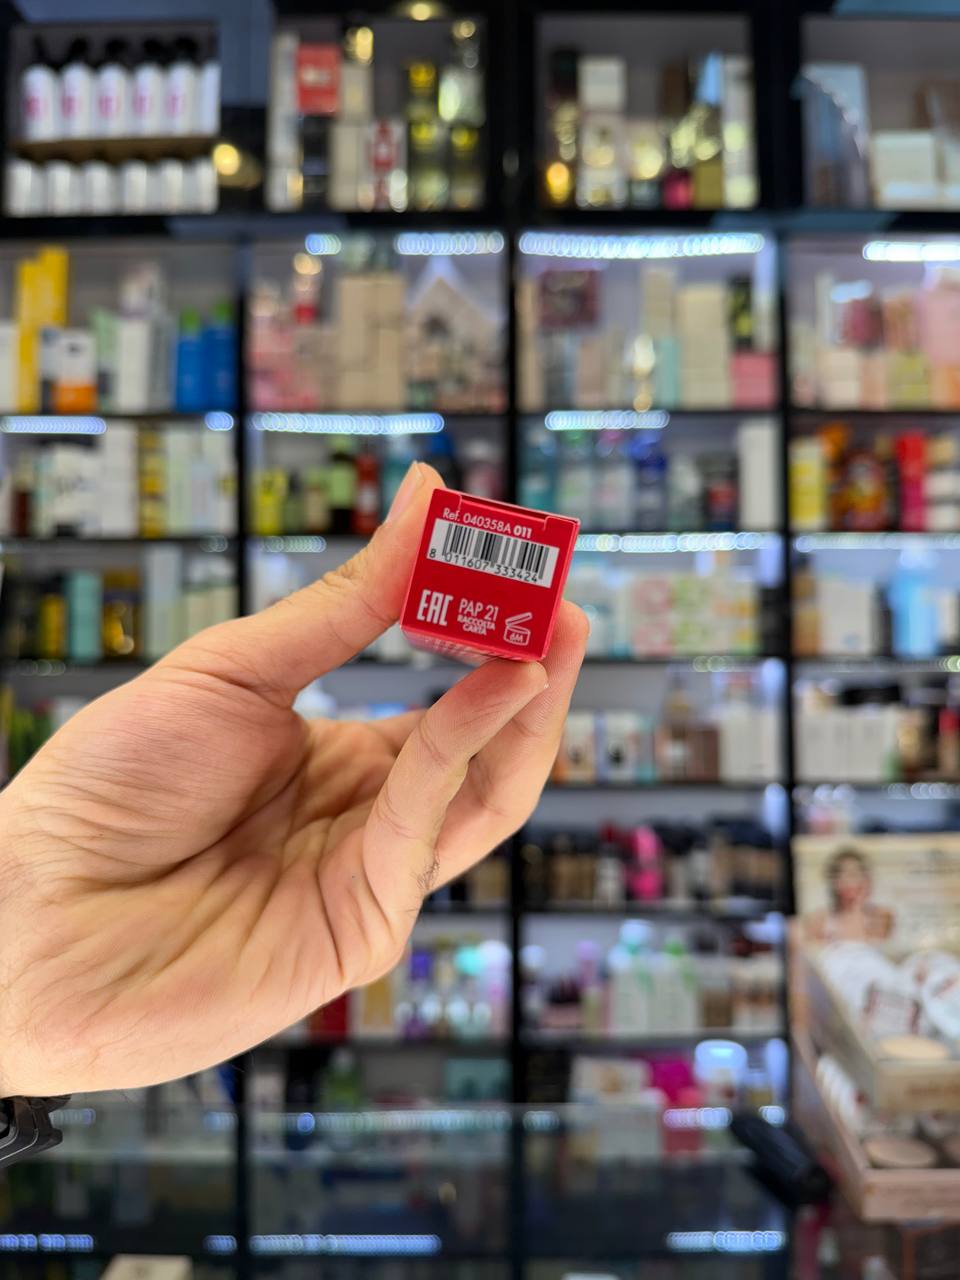 Ref. 040358A 011
8 011607 333424
EAC
PAP 21
RACCOLTA
CARTA
6M